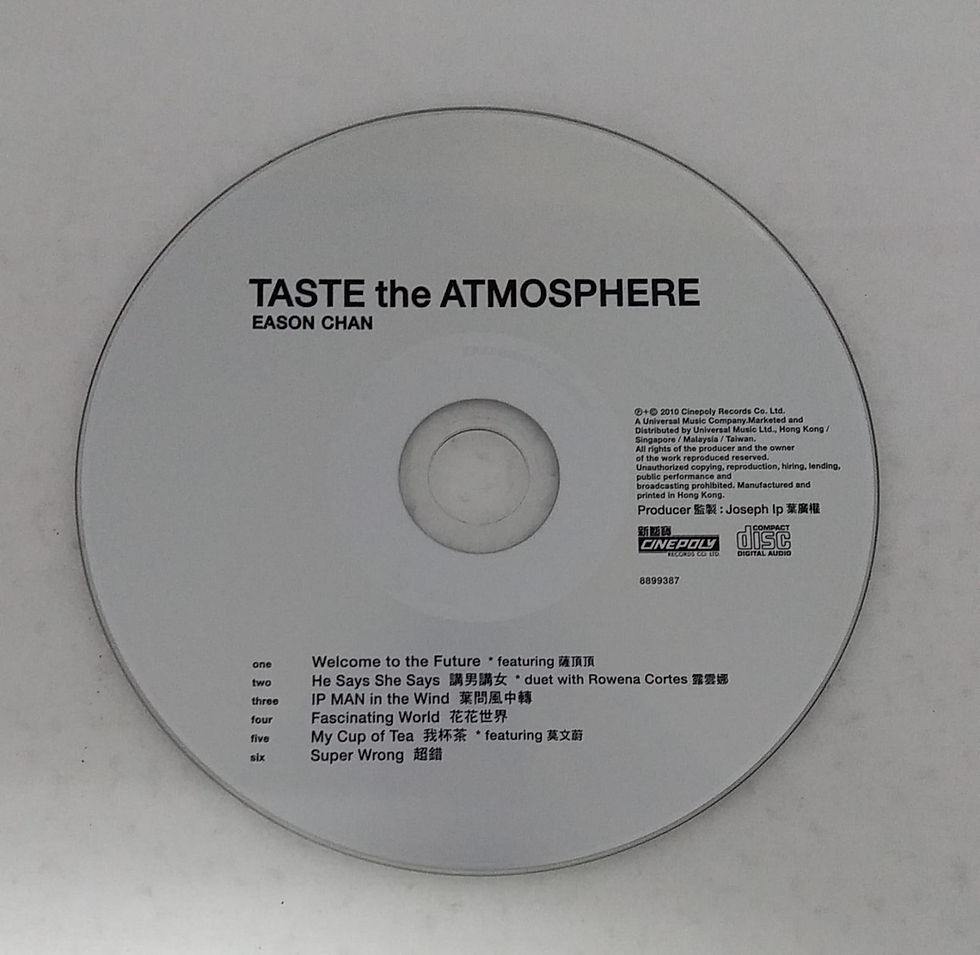 TASTE the ATMOSPHERE
EASON CHAN
℗+© 2010 Cinepoly Records Co. Ltd.
A Universal Music Company.Marketed and
Distributed by Universal Music Ltd., Hong Kong /
Singapore / Malaysia / Taiwan.
All rights of the producer and the owner
of the work reproduced reserved.
Unauthorized copying, reproduction, hiring, lending,
public performance and
broadcasting prohibited. Manufactured and
printed in Hong Kong.
Producer 監製 : Joseph Ip 葉廣權
新藝寶
CINEPOLY
RECORDS CO. LTD.
COMPACT
disc
DIGITAL AUDIO
8899387
one Welcome to the Future * featuring 薩頂頂
two He Says She Says 講男講女 * duet with Rowena Cortes 露雲娜
three IP MAN in the Wind 葉問風中轉
four Fascinating World 花花世界
five My Cup of Tea 我杯茶 * featuring 莫文蔚
six Super Wrong 超錯